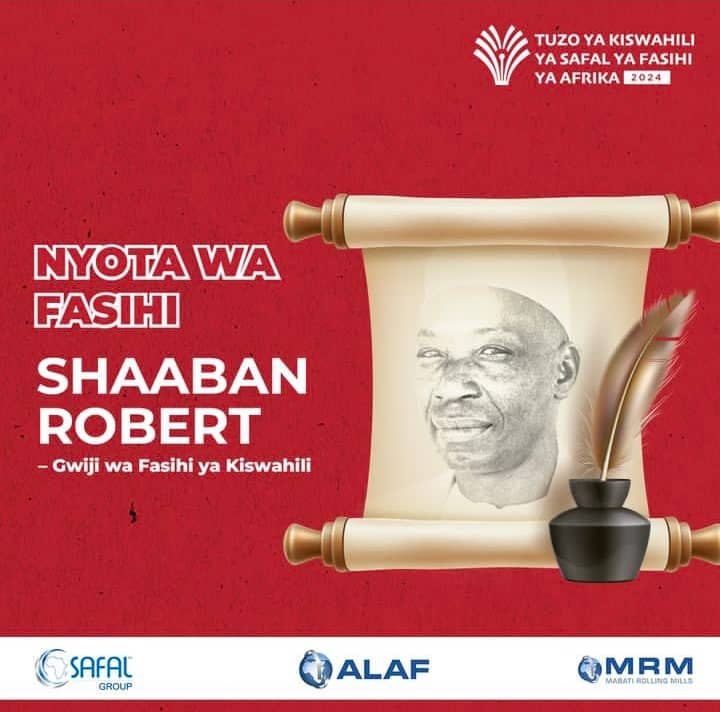 TUZO YA KISWAHILI
YA SAFAL YA FASIHI
YA AFRIKA 2024
NYOTA WA
FASIHI
SHAABAN
ROBERT
– Gwiji wa Fasihi ya Kiswahili
SAFAL
GROUP
ALAF
MRM
MABATI ROLLING MILLS